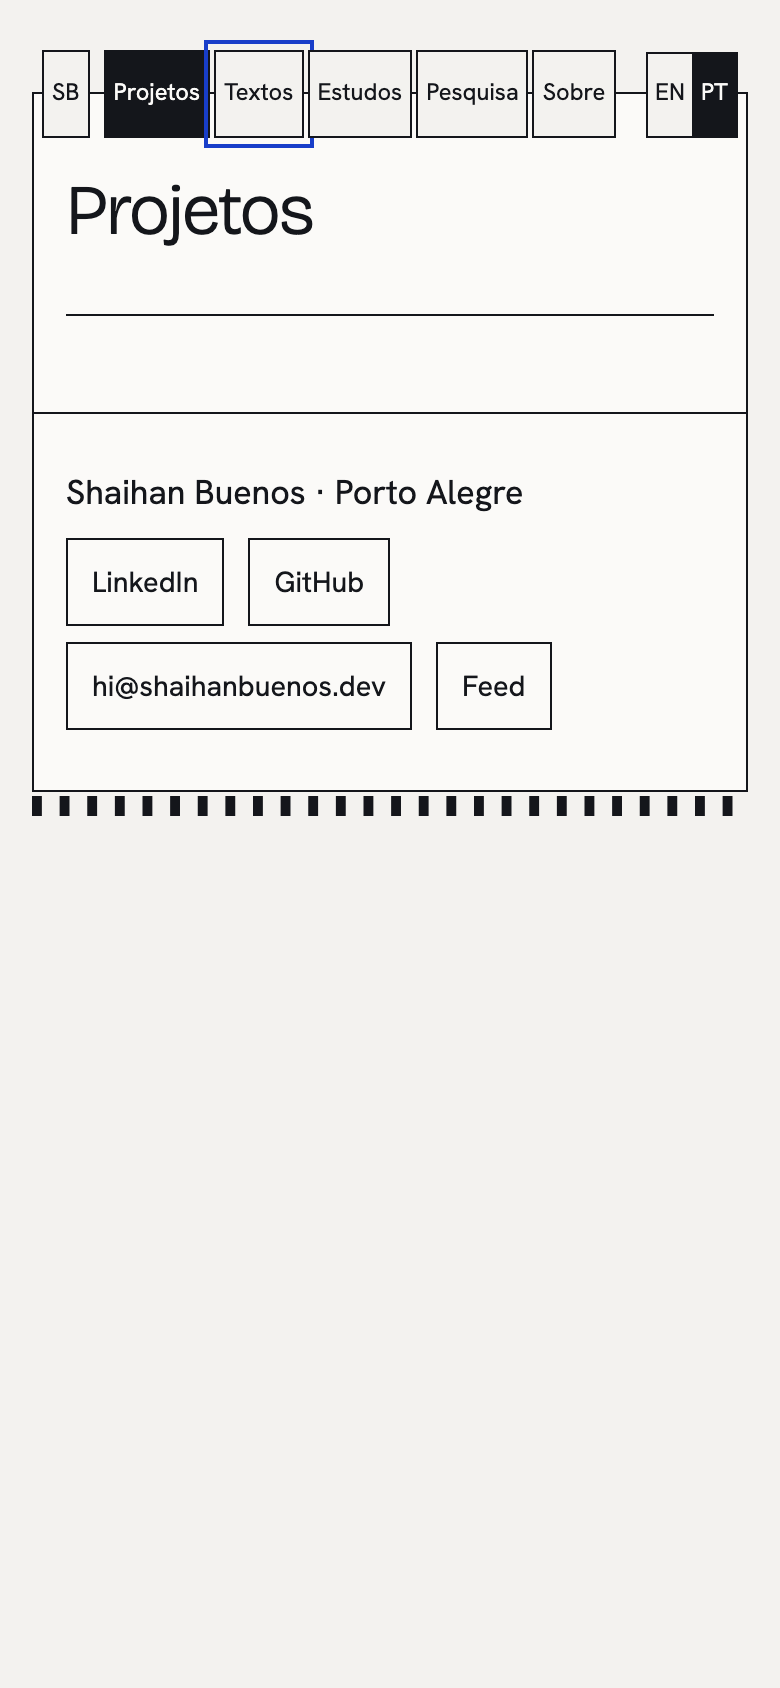 SB Projetos Textos Estudos Pesquisa Sobre EN PT
Projetos
Shaihan Buenos · Porto Alegre
LinkedIn GitHub
hi@shaihanbuenos.dev Feed